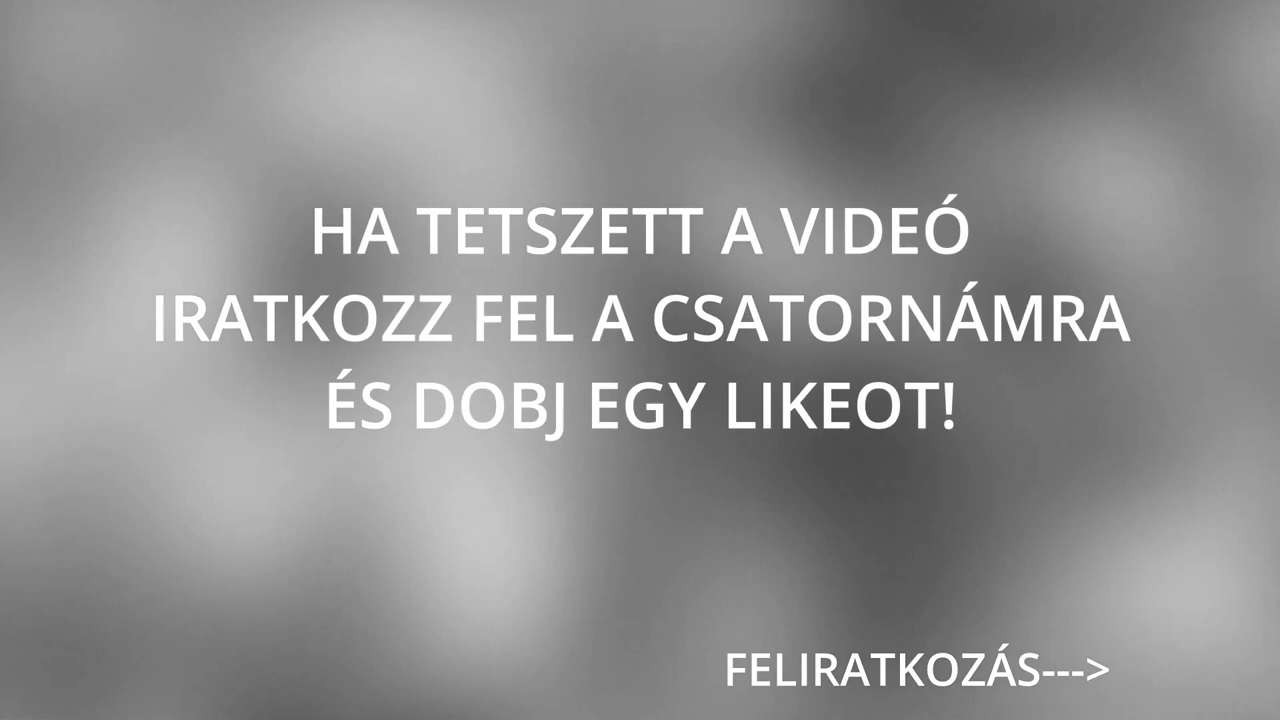 HA TETSZETT A VIDEÓ
IRATKOZZ FEL A CSATORNÁMRA
ÉS DOBJ EGY LIKEOT!
FELIRATKOZÁS--->